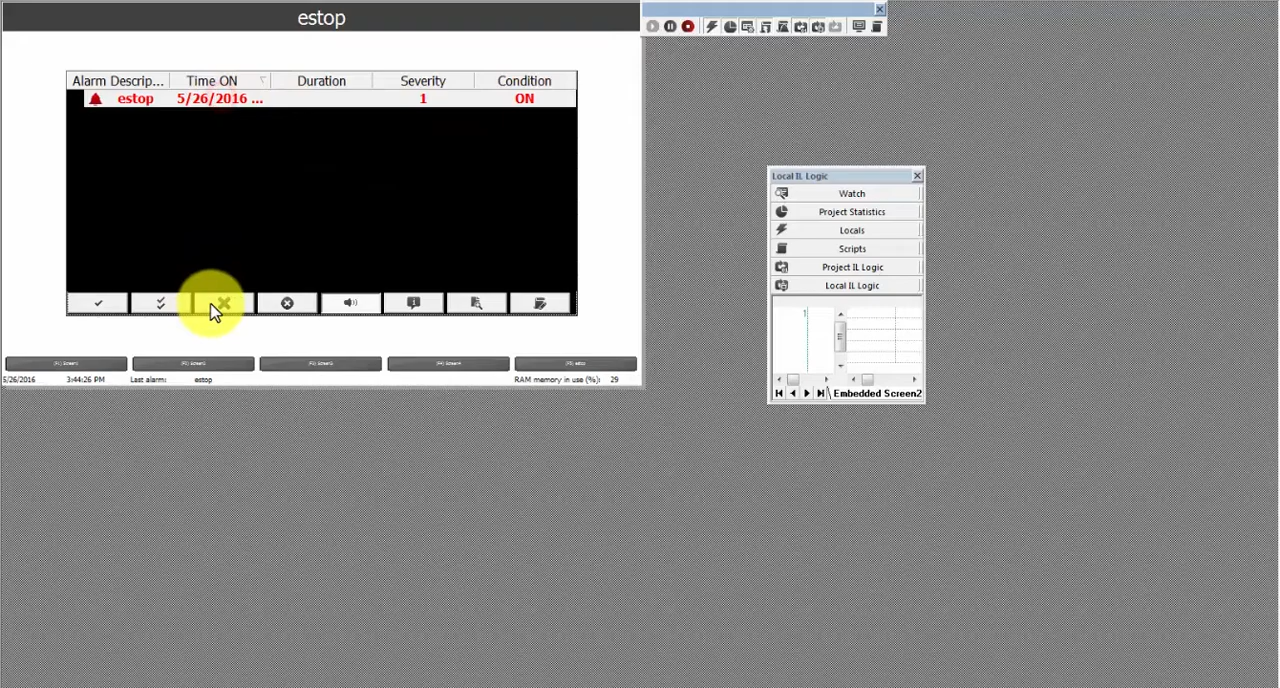 estop
Alarm Descrip... Time ON Duration Severity Condition
estop 5/26/2016 ... 1 ON
5/26/2016 3:44:26 PM Last alarm: estop RAM memory in use (%): 29
Local IL Logic
Watch
Project Statistics
Locals
Scripts
Project IL Logic
Local IL Logic
1
Embedded Screen2